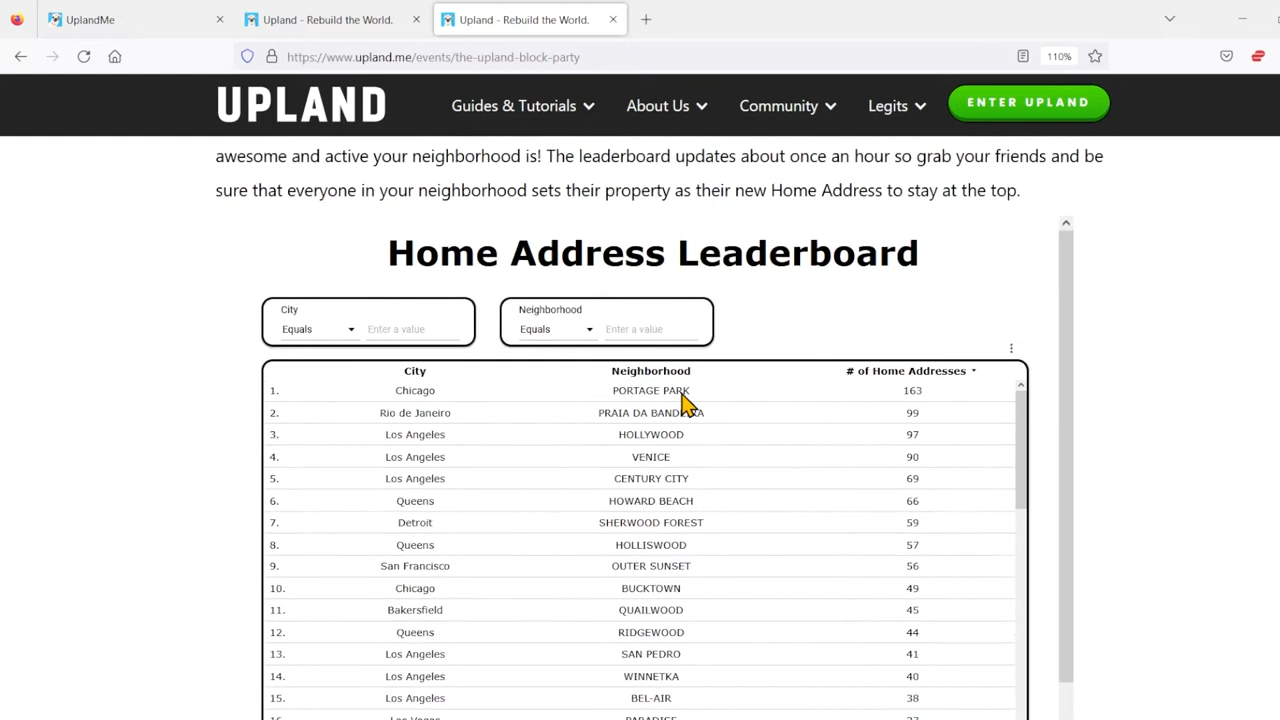 UplandMe
Upland - Rebuild the World.
Upland - Rebuild the World.
https://www.upland.me/events/the-upland-block-party
110%
UPLAND
Guides & Tutorials
About Us
Community
Legits
ENTER UPLAND
awesome and active your neighborhood is! The leaderboard updates about once an hour so grab your friends and be
sure that everyone in your neighborhood sets their property as their new Home Address to stay at the top.
Home Address Leaderboard
City
Equals Enter a value
Neighborhood
Equals Enter a value
City Neighborhood # of Home Addresses
1. Chicago PORTAGE PARK 163
2. Rio de Janeiro PRAIA DA 99
3. Los Angeles HOLLYWOOD 97
4. Los Angeles VENICE 90
5. Los Angeles CENTURY CITY 69
6. Queens HOWARD BEACH 66
7. Detroit SHERWOOD FOREST 59
8. Queens HOLLISWOOD 57
9. San Francisco OUTER SUNSET 56
10. Chicago BUCKTOWN 49
11. Bakersfield QUAILWOOD 45
12. Queens RIDGEWOOD 44
13. Los Angeles SAN PEDRO 41
14. Los Angeles WINNETKA 40
15. Los Angeles BEL-AIR 38